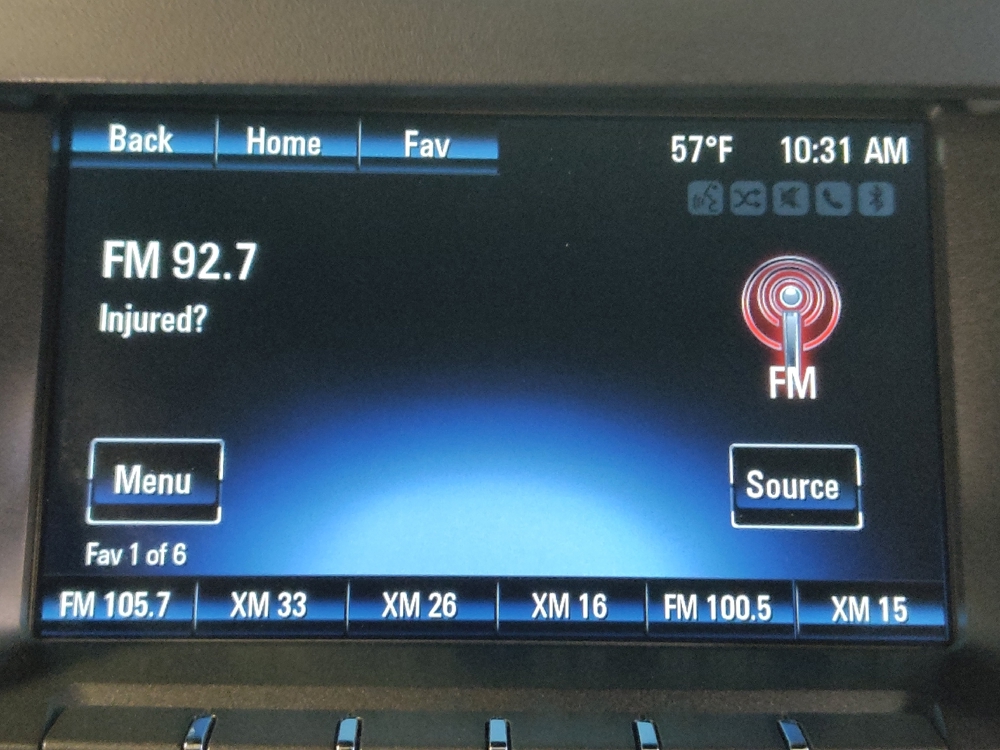 Back Home Fav 57°F 10:31 AM
FM 92.7
Injured?
FM
Menu Source
Fav 1 of 6
FM 105.7 XM 33 XM 26 XM 16 FM 100.5 XM 15